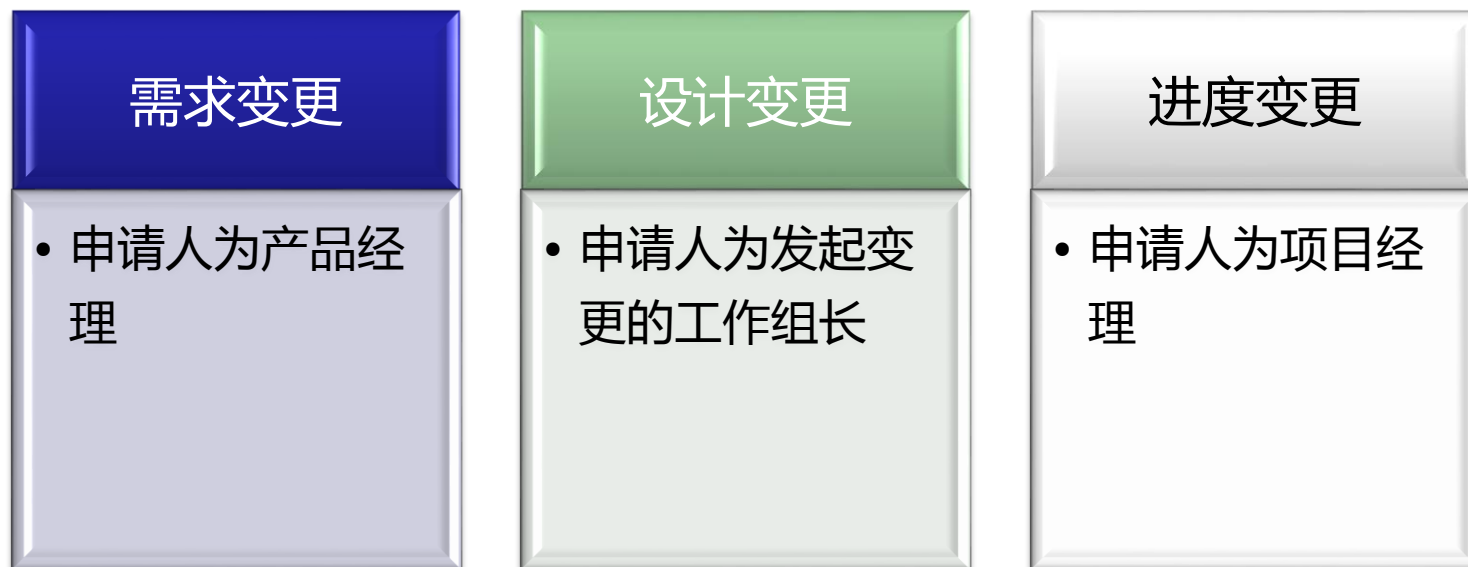 需求变更
• 申请人为产品经
理
设计变更
• 申请人为发起变
更的工作组长
进度变更
• 申请人为项目经
理